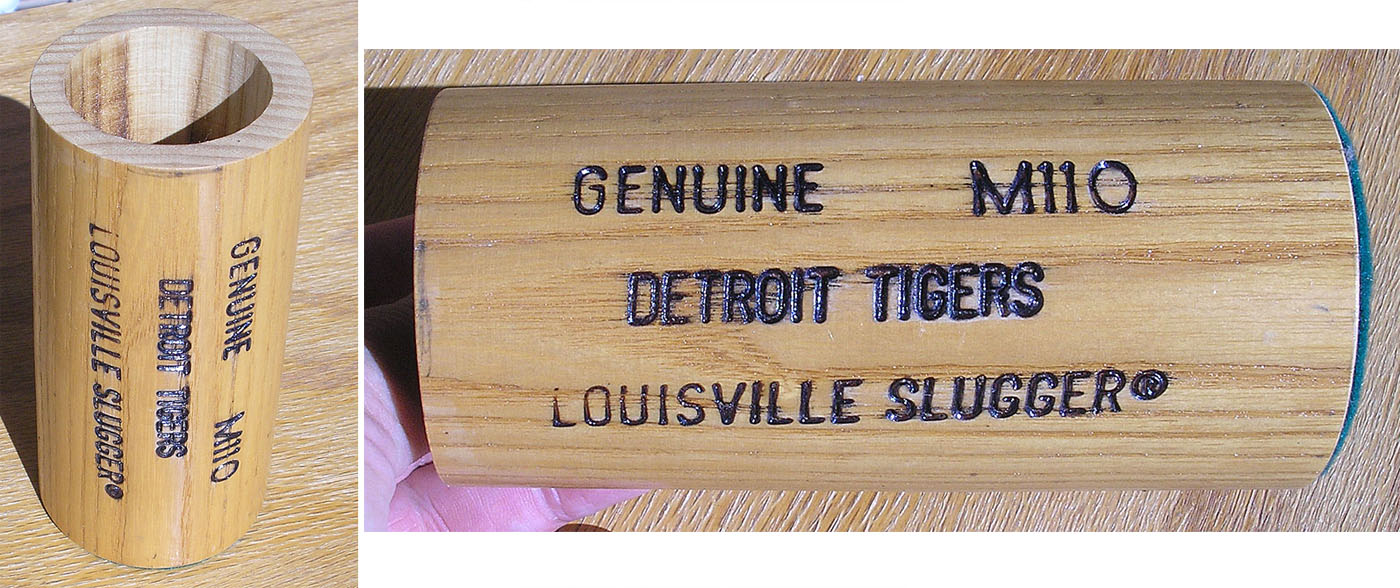 GENUINE M110
DETROIT TIGERS
LOUISVILLE SLUGGER®
GENUINE M110
DETROIT TIGERS
LOUISVILLE SLUGGER®